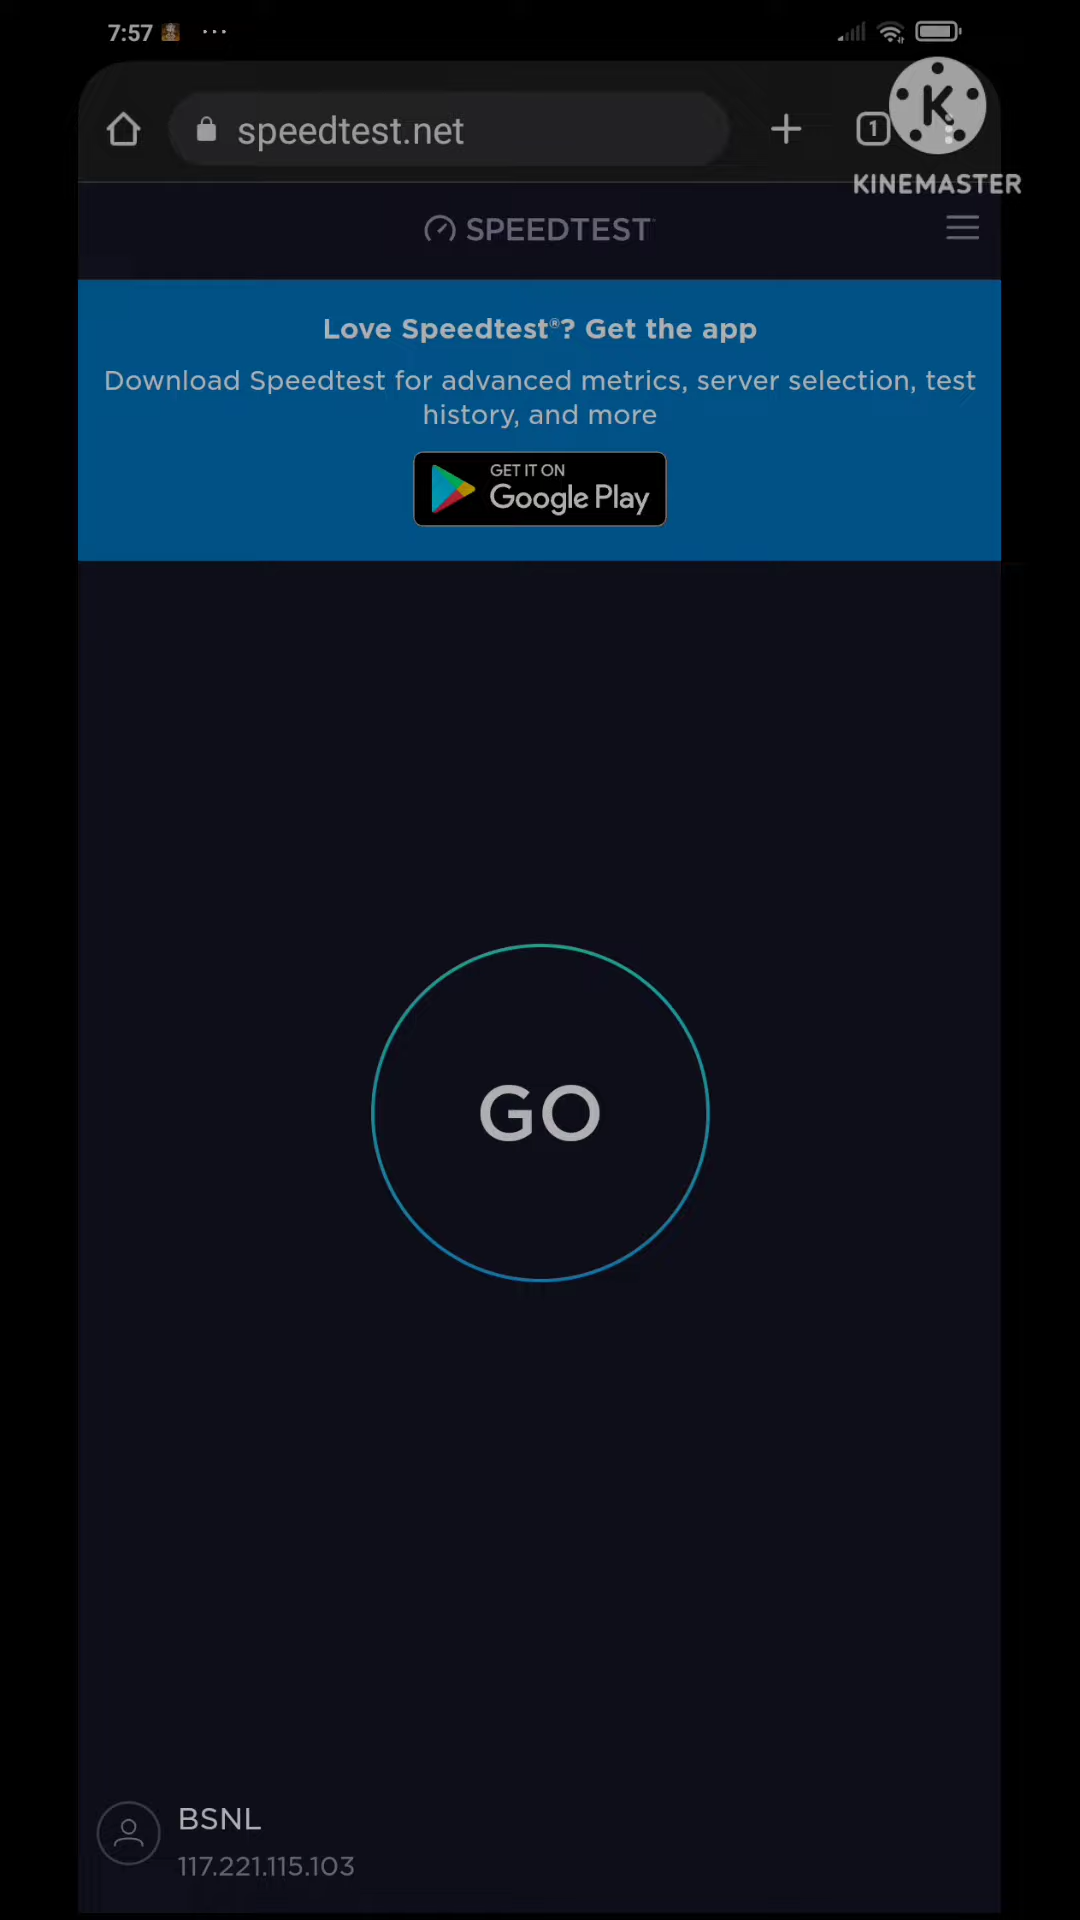 7:57
speedtest.net
1
K
KINEMASTER
SPEEDTEST
Love Speedtest®? Get the app
Download Speedtest for advanced metrics, server selection, test
history, and more
GET IT ON
Google Play
GO
BSNL
117.221.115.103